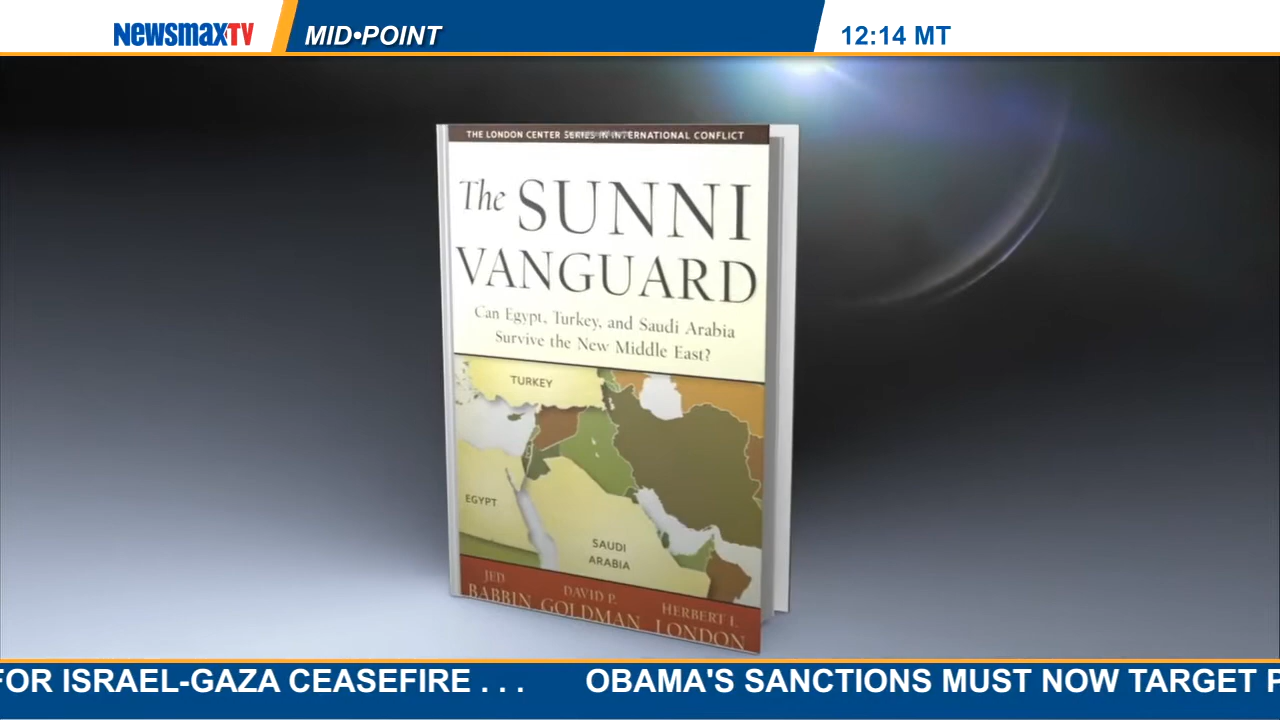 NEWSMAXTV
MID•POINT
12:14 MT
THE LONDON CENTER SERIES IN INTERNATIONAL CONFLICT
The SUNNI
VANGUARD
Can Egypt, Turkey, and Saudi Arabia
Survive the New Middle East?
TURKEY
EGYPT
SAUDI
ARABIA
JED
BABBIN
DAVID P.
GOLDMAN
HERBERT I.
LONDON
FOR ISRAEL-GAZA CEASEFIRE . . . OBAMA'S SANCTIONS MUST NOW TARGET P